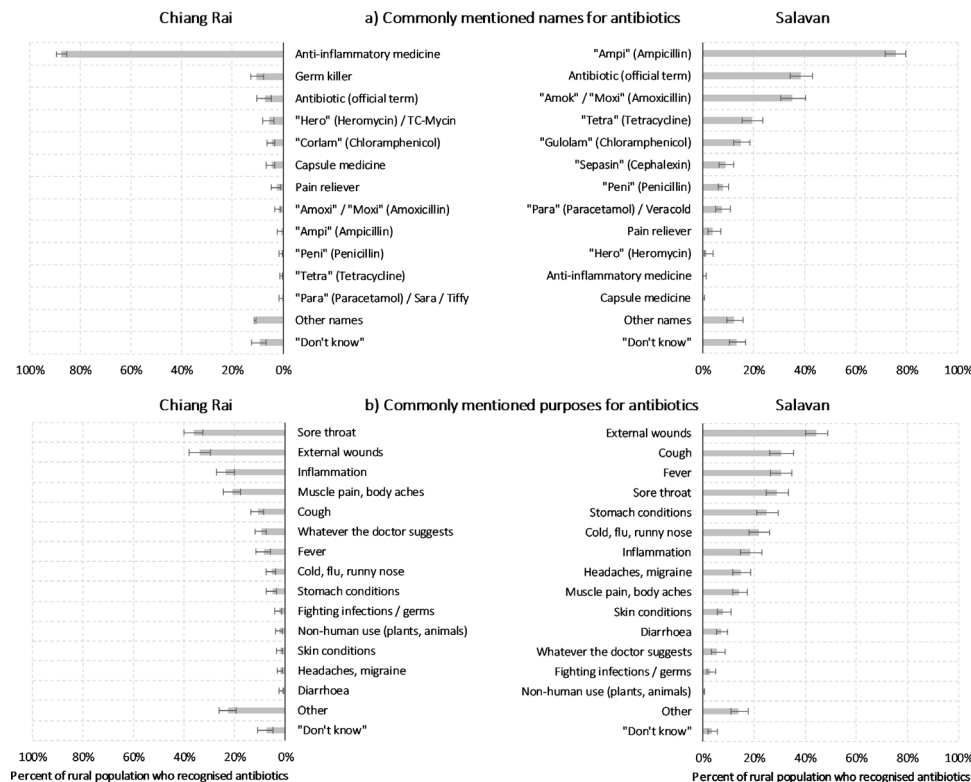 Chiang Rai
a) Commonly mentioned names for antibiotics
Salavan
Anti-inflammatory medicine
Germ killer
Antibiotic (official term)
"Hero" (Heromycin) / TC-Mycin
"Corlam" (Chloramphenicol)
Capsule medicine
Pain reliever
"Amoxi" / "Moxi" (Amoxicillin)
"Ampi" (Ampicillin)
"Peni" (Penicillin)
"Tetra" (Tetracycline)
"Para" (Paracetamol) / Sara / Tiffy
Other names
"Don't know"
100% 80% 60% 40% 20% 0%
"Ampi" (Ampicillin)
Antibiotic (official term)
"Amok" / "Moxi" (Amoxicillin)
"Tetra" (Tetracycline)
"Gulolam" (Chloramphenicol)
"Sepasin" (Cephalexin)
"Peni" (Penicillin)
"Para" (Paracetamol) / Veracold
Pain reliever
"Hero" (Heromycin)
Anti-inflammatory medicine
Capsule medicine
Other names
"Don't know"
0% 20% 40% 60% 80% 100%
Chiang Rai
b) Commonly mentioned purposes for antibiotics
Salavan
Sore throat
External wounds
Inflammation
Muscle pain, body aches
Cough
Whatever the doctor suggests
Fever
Cold, flu, runny nose
Stomach conditions
Fighting infections / germs
Non-human use (plants, animals)
Skin conditions
Headaches, migraine
Diarrhoea
Other
"Don't know"
100% 80% 60% 40% 20% 0%
Percent of rural population who recognised antibiotics
External wounds
Cough
Fever
Sore throat
Stomach conditions
Cold, flu, runny nose
Inflammation
Headaches, migraine
Muscle pain, body aches
Skin conditions
Diarrhoea
Whatever the doctor suggests
Fighting infections / germs
Non-human use (plants, animals)
Other
"Don't know"
0% 20% 40% 60% 80% 100%
Percent of rural population who recognised antibiotics